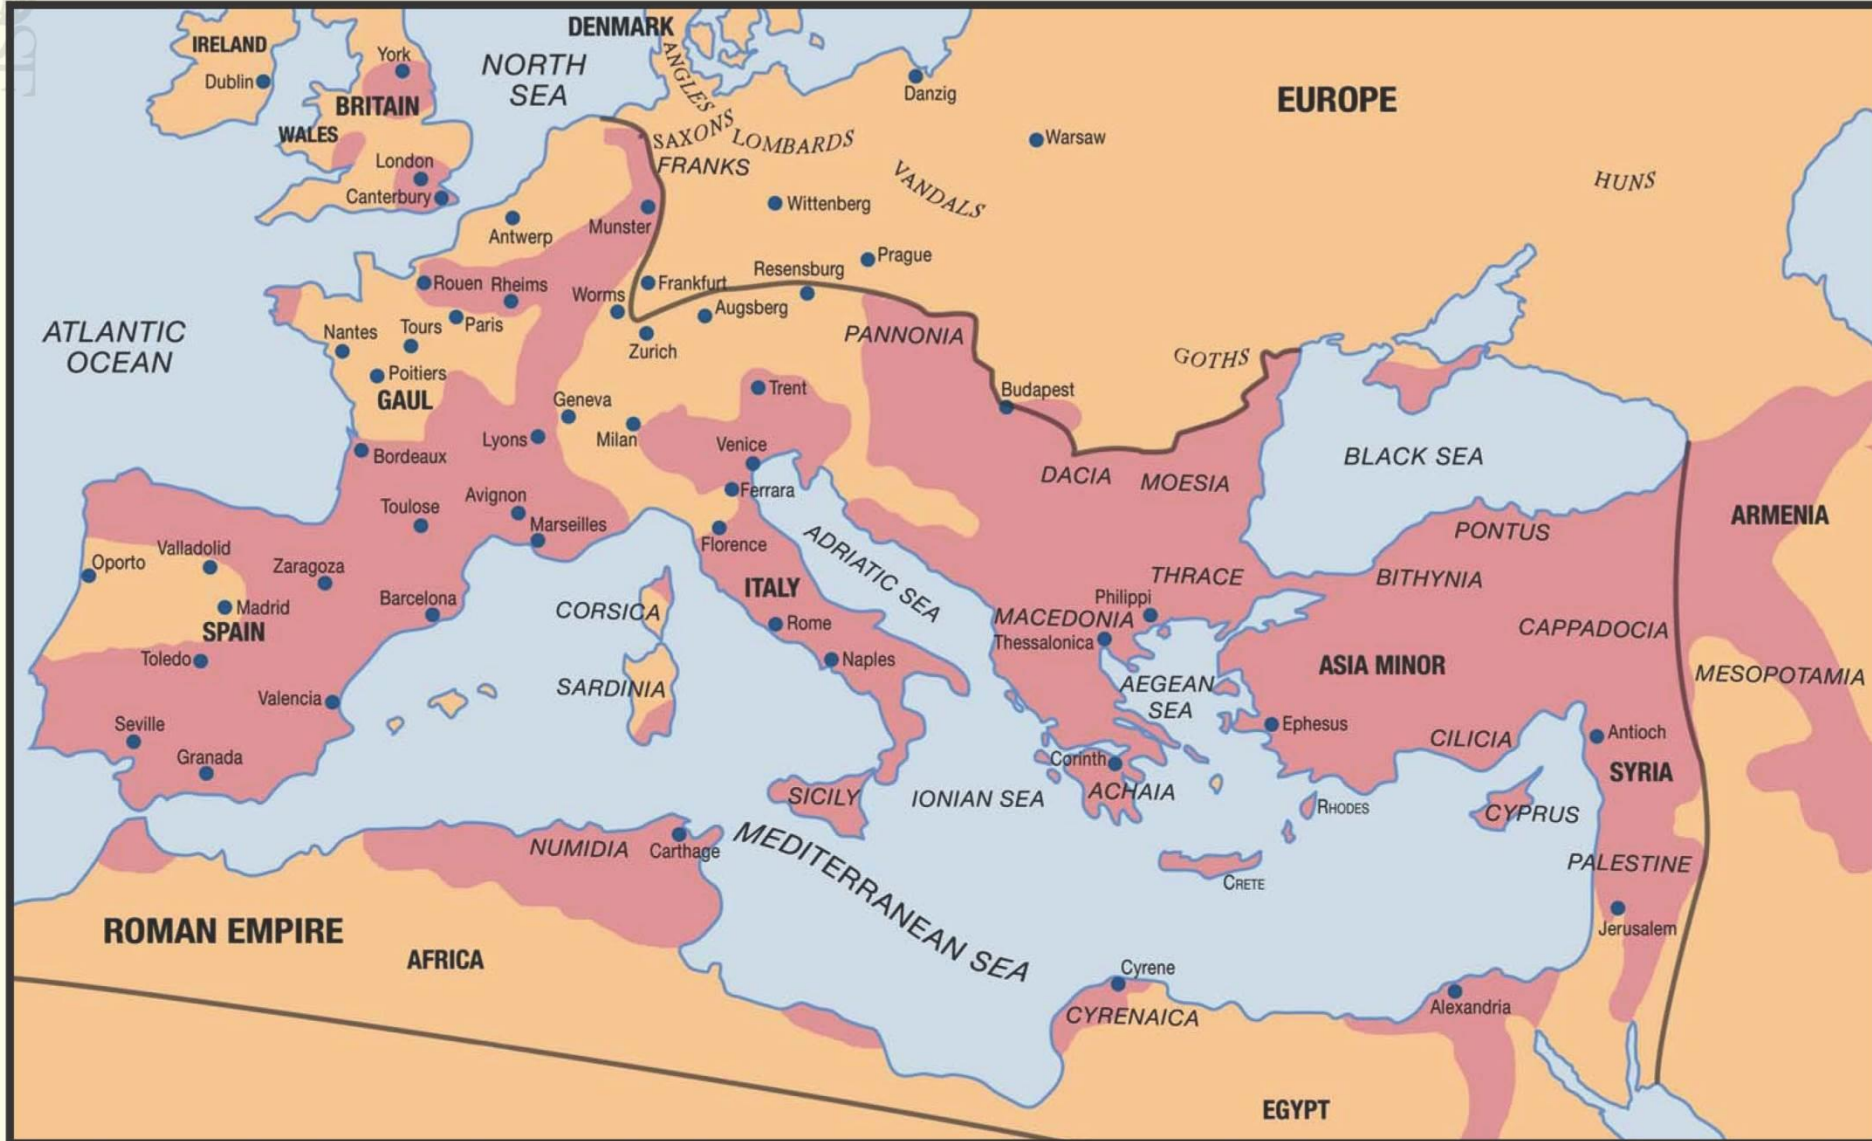 DENMARK
IRELAND
York
NORTH
SEA
ANGLES
Dublin
Danzig
EUROPE
BRITAIN
WALES
SAXONS
LOMBARDS
Warsaw
London
FRANKS
VANDALS
HUNS
Canterbury
Wittenberg
Antwerp
Munster
Prague
Resensburg
Rouen
Rheims
Frankfurt
Worms
Augsberg
ATLANTIC
OCEAN
Nantes
Tours
Paris
Zurich
PANNONIA
GOTHS
Poitiers
GAUL
Geneva
Trent
Budapest
Lyons
Milan
Venice
Bordeaux
BLACK SEA
DACIA
MOESIA
Ferrara
Avignon
Toulose
Marseilles
Florence
ARMENIA
PONTUS
ADRIATIC SEA
Valladolid
Oporto
Zaragoza
THRACE
BITHYNIA
ITALY
Barcelona
Philippi
Madrid
CORSICA
Rome
MACEDONIA
CAPPADOCIA
SPAIN
Thessalonica
Toledo
Naples
ASIA MINOR
MESOPOTAMIA
SARDINIA
AEGEAN
SEA
Valencia
Seville
Ephesus
CILICIA
Antioch
Granada
Corinth
SYRIA
SICILY
IONIAN SEA
ACHAIA
RHODES
CYPRUS
NUMIDIA
Carthage
MEDITERRANEAN SEA
PALESTINE
CRETE
ROMAN EMPIRE
AFRICA
Jerusalem
Cyrene
CYRENAICA
Alexandria
EGYPT